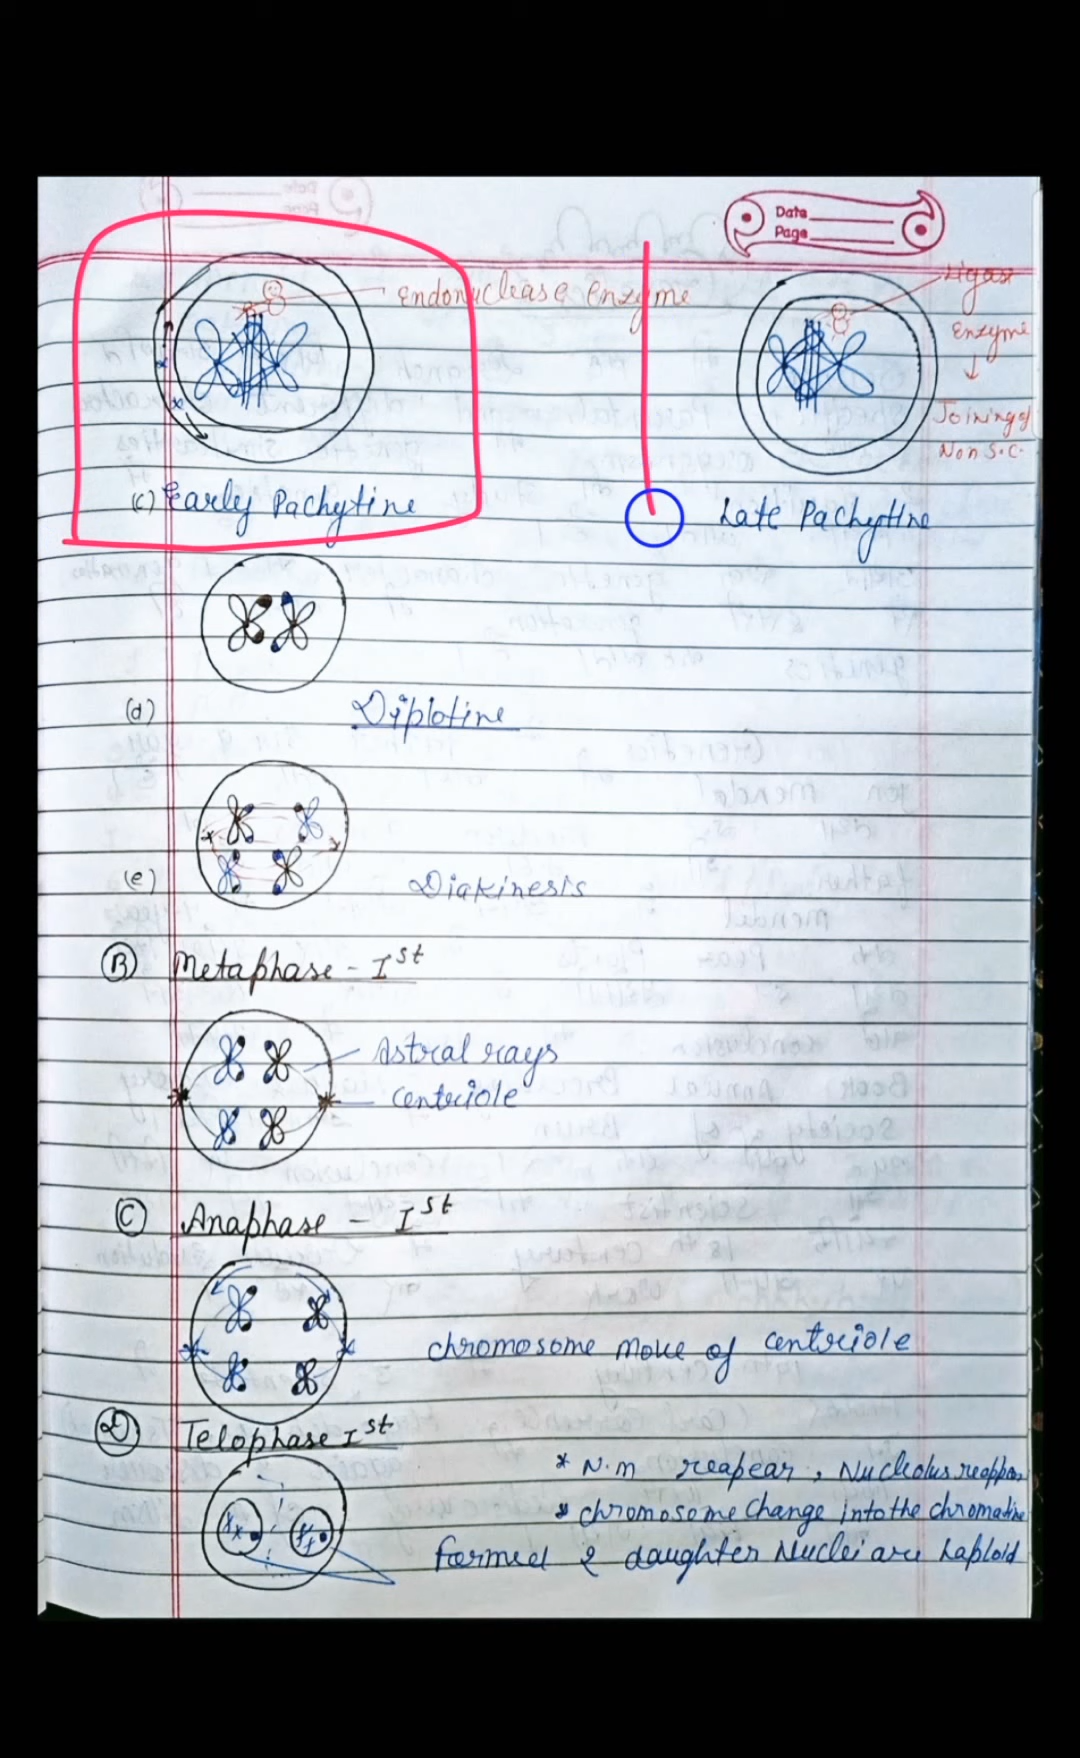 Date
Page
Endonuclease Enzyme
Ligase
Enzyme
↓
Joining of
Non S.C.
(c) Early Pachytine
Late Pachytine
(d) Diplotine
(e) Diakinesis
(B) Metaphase - Ist
Astral rays
centriole
(C) Anaphase - Ist
chromosome move of centriole
(D) Telophase Ist
* N.m reapear, Nucleolus reappear
* chromosome change into the chromatine
formed & daughter Nuclei are haploid